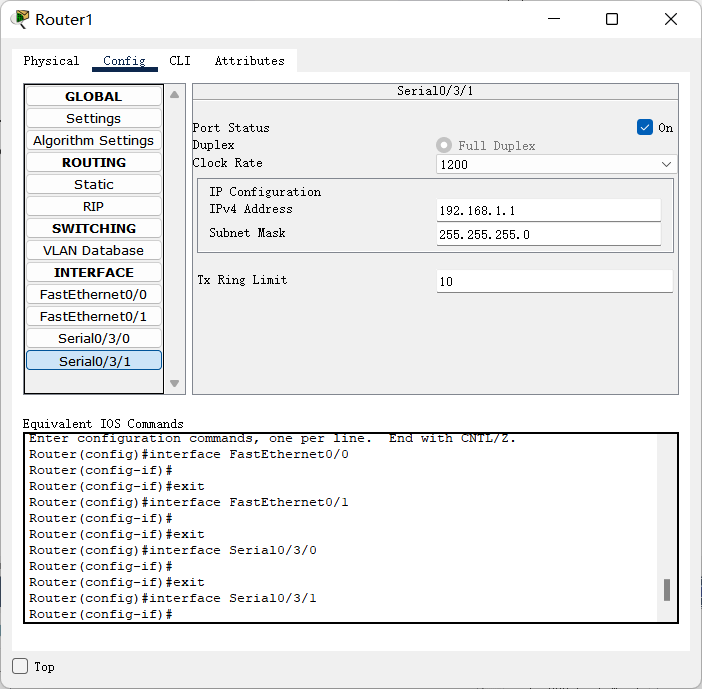 Router1
Physical Config CLI Attributes
GLOBAL
Settings
Algorithm Settings
ROUTING
Static
RIP
SWITCHING
VLAN Database
INTERFACE
FastEthernet0/0
FastEthernet0/1
Serial0/3/0
Serial0/3/1
Serial0/3/1
Port Status On
Duplex Full Duplex
Clock Rate 1200
IP Configuration
IPv4 Address 192.168.1.1
Subnet Mask 255.255.255.0
Tx Ring Limit 10
Equivalent IOS Commands
Enter configuration commands, one per line. End with CNTL/Z.
Router(config)#interface FastEthernet0/0
Router(config-if)#
Router(config-if)#exit
Router(config)#interface FastEthernet0/1
Router(config-if)#
Router(config-if)#exit
Router(config)#interface Serial0/3/0
Router(config-if)#
Router(config-if)#exit
Router(config)#interface Serial0/3/1
Router(config-if)#
Top